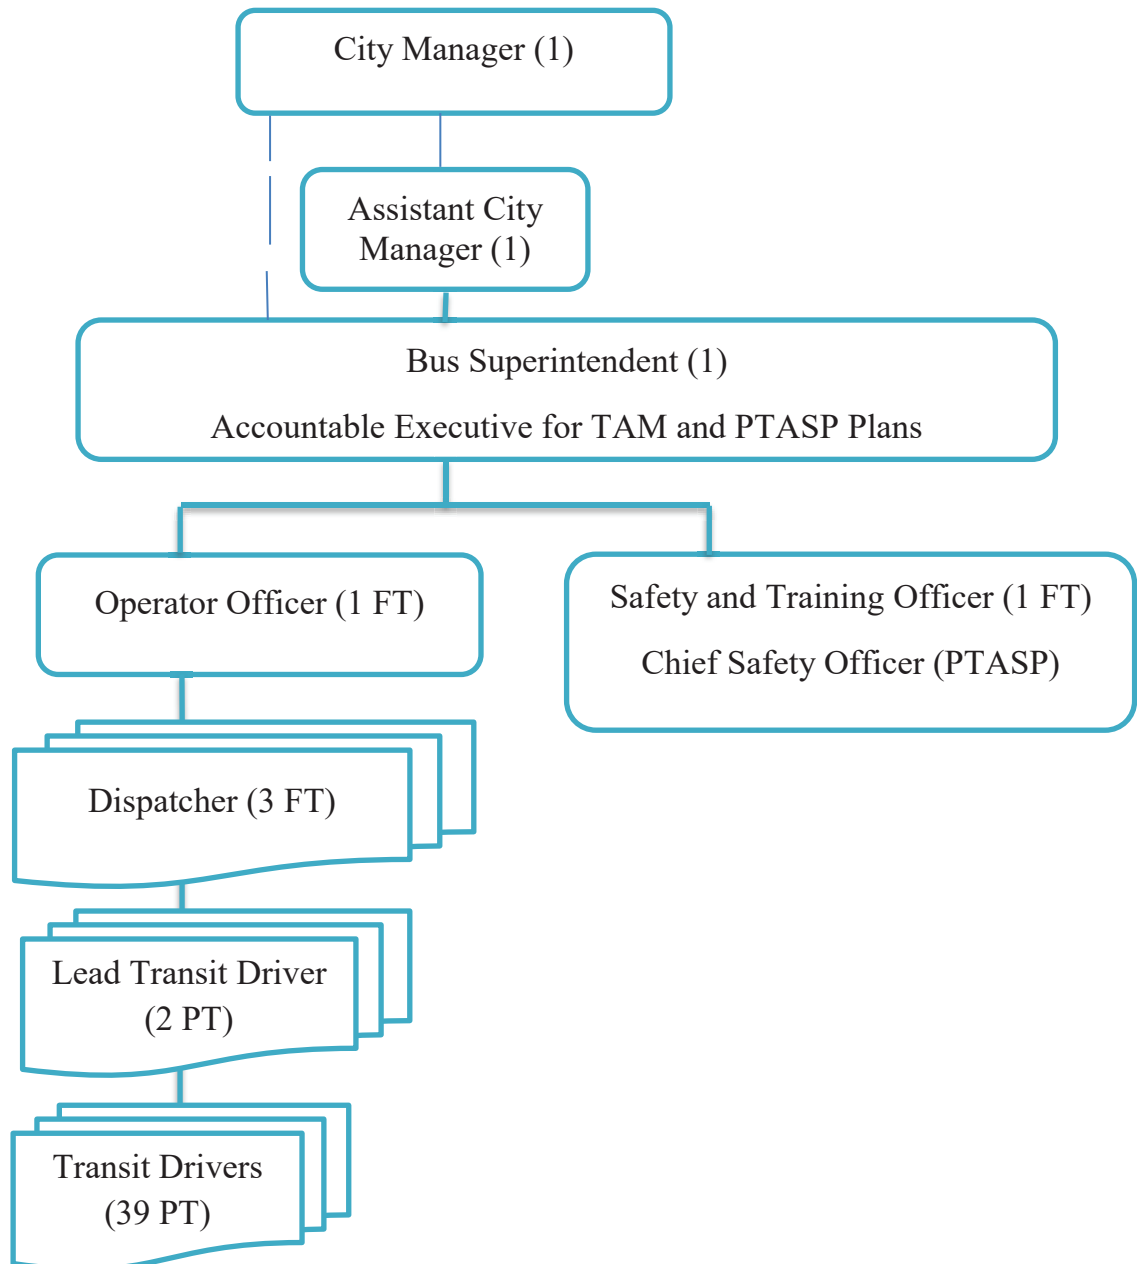 City Manager (1)
Assistant City
Manager (1)
Bus Superintendent (1)
Accountable Executive for TAM and PTASP Plans
Operator Officer (1 FT)
Safety and Training Officer (1 FT)
Chief Safety Officer (PTASP)
Dispatcher (3 FT)
Lead Transit Driver
(2 PT)
Transit Drivers
(39 PT)